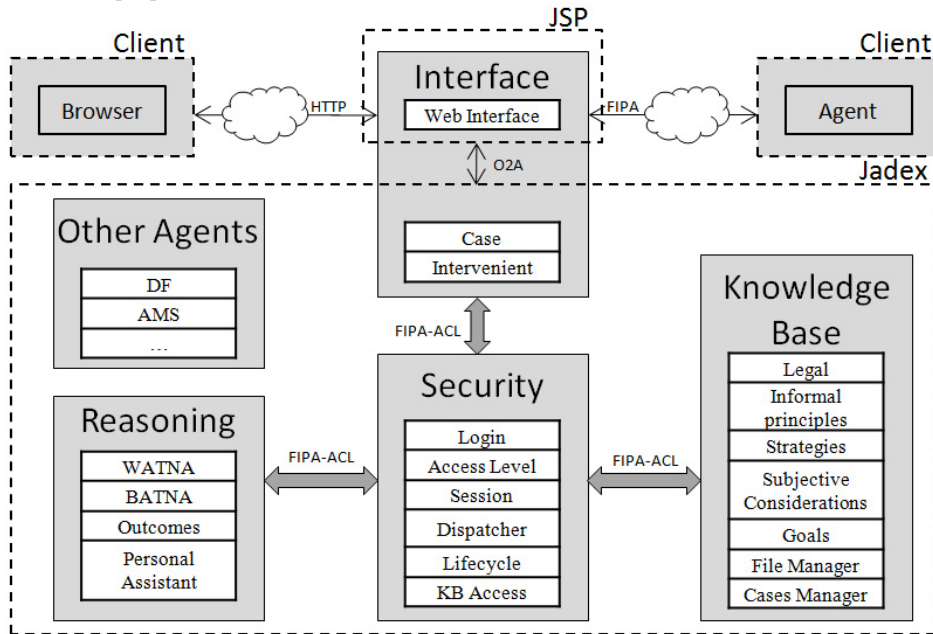 JSP
Client
Client
Interface
Browser
HTTP
Web Interface
FIPA
Agent
O2A
Jadex
Other Agents
DF
AMS
...
Case
Intervenient
FIPA-ACL
Knowledge
Base
Legal
Informal
principles
Strategies
Subjective
Considerations
Goals
File Manager
Cases Manager
Security
Login
Access Level
Session
Dispatcher
Lifecycle
KB Access
Reasoning
WATNA
BATNA
Outcomes
Personal
Assistant
FIPA-ACL
FIPA-ACL